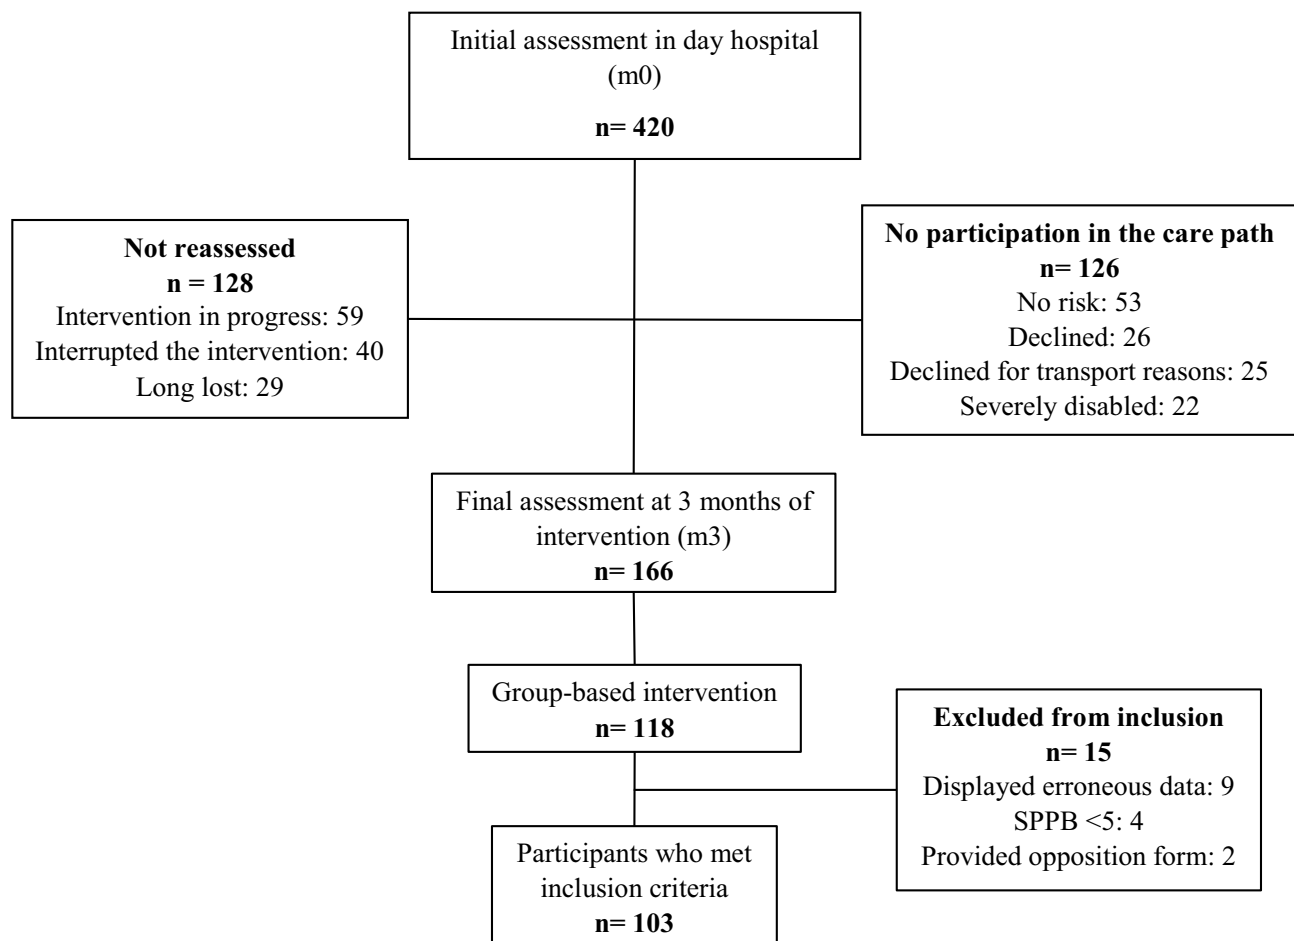 Initial assessment in day hospital
(m0)
n= 420
Not reassessed
n = 128
Intervention in progress: 59
Interrupted the intervention: 40
Long lost: 29
No participation in the care path
n= 126
No risk: 53
Declined: 26
Declined for transport reasons: 25
Severely disabled: 22
Final assessment at 3 months of
intervention (m3)
n= 166
Group-based intervention
n= 118
Excluded from inclusion
n= 15
Displayed erroneous data: 9
SPPB <5: 4
Provided opposition form: 2
Participants who met
inclusion criteria
n= 103